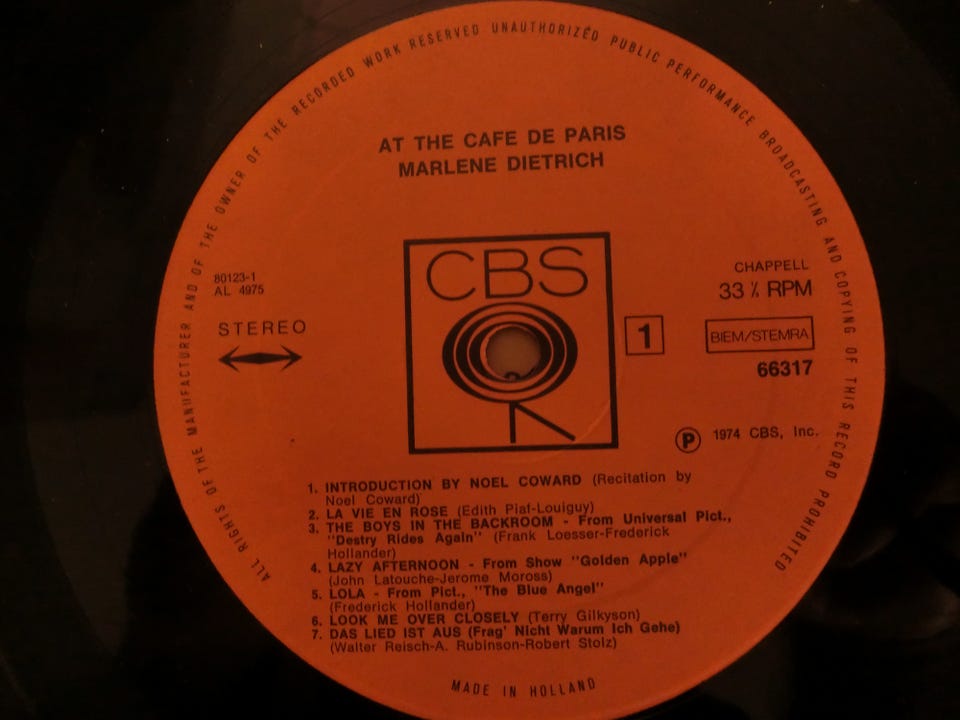 ALL RIGHTS OF THE MANUFACTURER AND OF THE OWNER OF THE RECORDED WORK RESERVED UNAUTHORIZED PUBLIC PERFORMANCE BROADCASTING AND COPYING OF THIS RECORD PROHIBITED
AT THE CAFE DE PARIS
MARLENE DIETRICH
CBS
80123-1
AL 4975
STEREO
1
CHAPPELL
33 ⅓ RPM
BIEM/STEMRA
66317
Ⓟ 1974 CBS, Inc.
1. INTRODUCTION BY NOEL COWARD (Recitation by
Noel Coward)
2. LA VIE EN ROSE (Edith Piaf-Louiguy)
3. THE BOYS IN THE BACKROOM - From Universal Pict.,
"Destry Rides Again" (Frank Loesser-Frederick
Hollander)
4. LAZY AFTERNOON - From Show "Golden Apple"
(John Latouche-Jerome Moross)
5. LOLA - From Pict., "The Blue Angel"
(Frederick Hollander)
6. LOOK ME OVER CLOSELY (Terry Gilkyson)
7. DAS LIED IST AUS (Frag' Nicht Warum Ich Gehe)
(Walter Reisch-A. Rubinson-Robert Stolz)
MADE IN HOLLAND